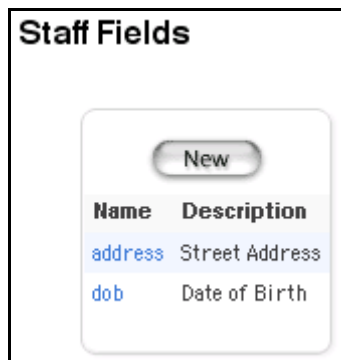 Staff Fields
New
Name Description
address Street Address
dob Date of Birth